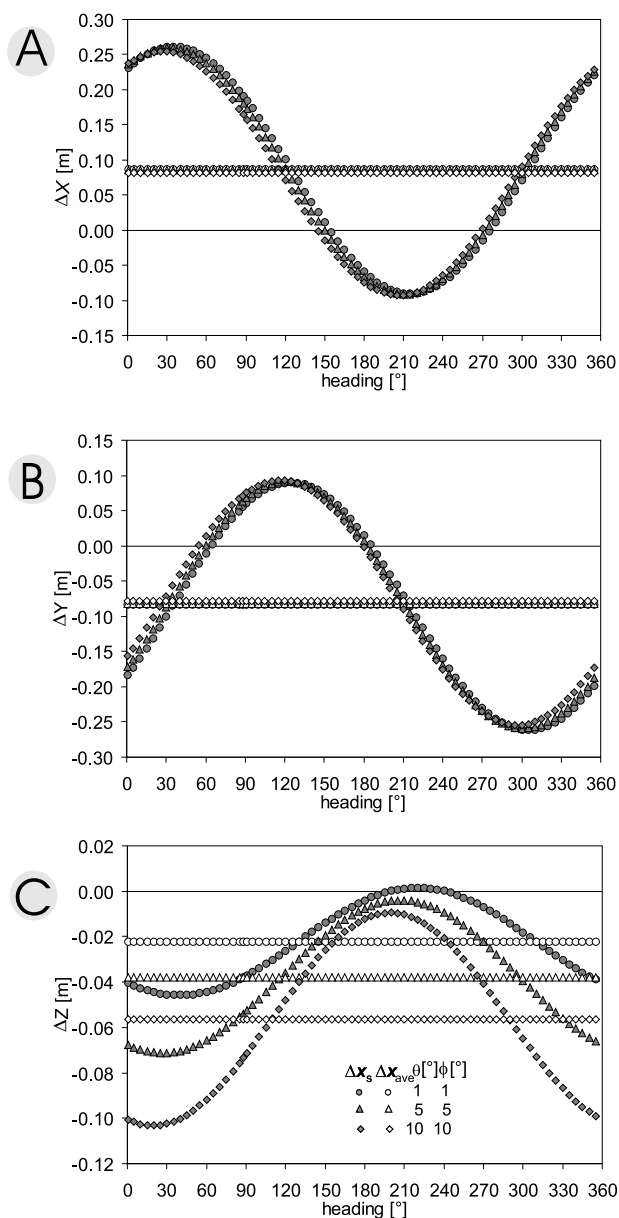 A
0.30
0.25
0.20
0.15
0.10
0.05
0.00
-0.05
-0.10
-0.15
ΔX [m]
0 30 60 90 120 150 180 210 240 270 300 330 360
heading [°]
B
0.15
0.10
0.05
0.00
-0.05
-0.10
-0.15
-0.20
-0.25
-0.30
ΔY [m]
0 30 60 90 120 150 180 210 240 270 300 330 360
heading [°]
C
0.02
0.00
-0.02
-0.04
-0.06
-0.08
-0.10
-0.12
ΔZ [m]
Δxs Δxave θ[°] ϕ[°]
1 1
5 5
10 10
0 30 60 90 120 150 180 210 240 270 300 330 360
heading [°]